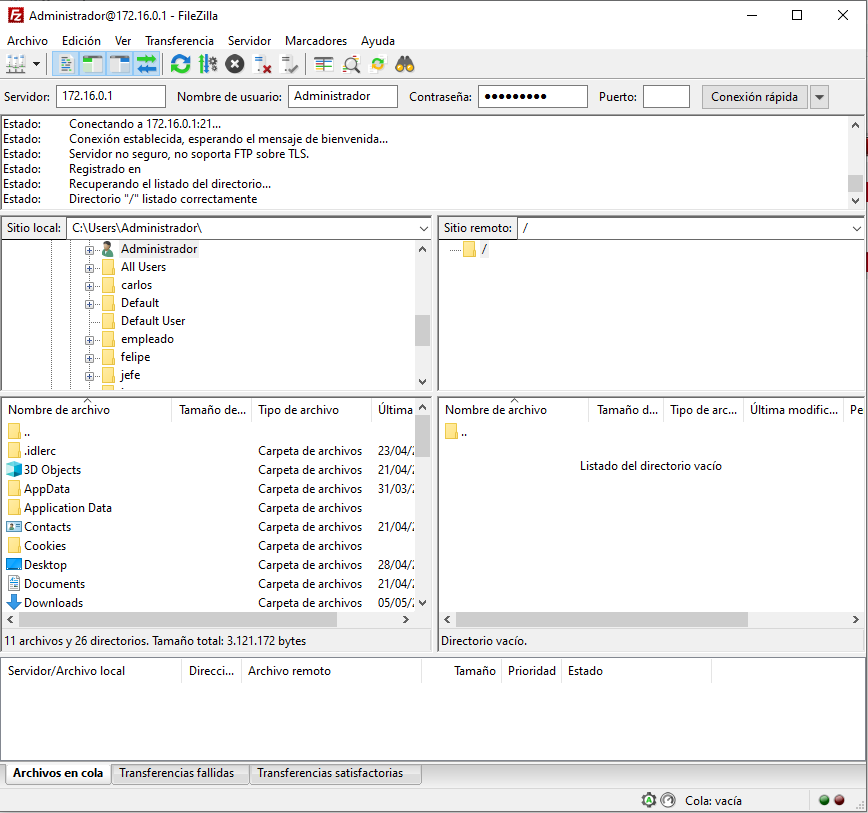 Administrador@172.16.0.1 - FileZilla
Archivo Edición Ver Transferencia Servidor Marcadores Ayuda
Servidor: 172.16.0.1 Nombre de usuario: Administrador Contraseña: ●●●●●●●●● Puerto: Conexión rápida
Estado: Conectando a 172.16.0.1:21...
Estado: Conexión establecida, esperando el mensaje de bienvenida...
Estado: Servidor no seguro, no soporta FTP sobre TLS.
Estado: Registrado en
Estado: Recuperando el listado del directorio...
Estado: Directorio "/" listado correctamente
Sitio local: C:\Users\Administrador\
Administrador
All Users
carlos
Default
Default User
empleado
felipe
jefe
Sitio remoto: /
/
Nombre de archivo Tamaño de... Tipo de archivo Última
..
.idlerc Carpeta de archivos 23/04/
3D Objects Carpeta de archivos 21/04/
AppData Carpeta de archivos 31/03/
Application Data Carpeta de archivos
Contacts Carpeta de archivos 21/04/
Cookies Carpeta de archivos
Desktop Carpeta de archivos 28/04/
Documents Carpeta de archivos 21/04/
Downloads Carpeta de archivos 05/05/
11 archivos y 26 directorios. Tamaño total: 3.121.172 bytes
Nombre de archivo Tamaño d... Tipo de arc... Última modific... Pe
..
Listado del directorio vacío
Directorio vacío.
Servidor/Archivo local Direcci... Archivo remoto Tamaño Prioridad Estado
Archivos en cola Transferencias fallidas Transferencias satisfactorias
Cola: vacía